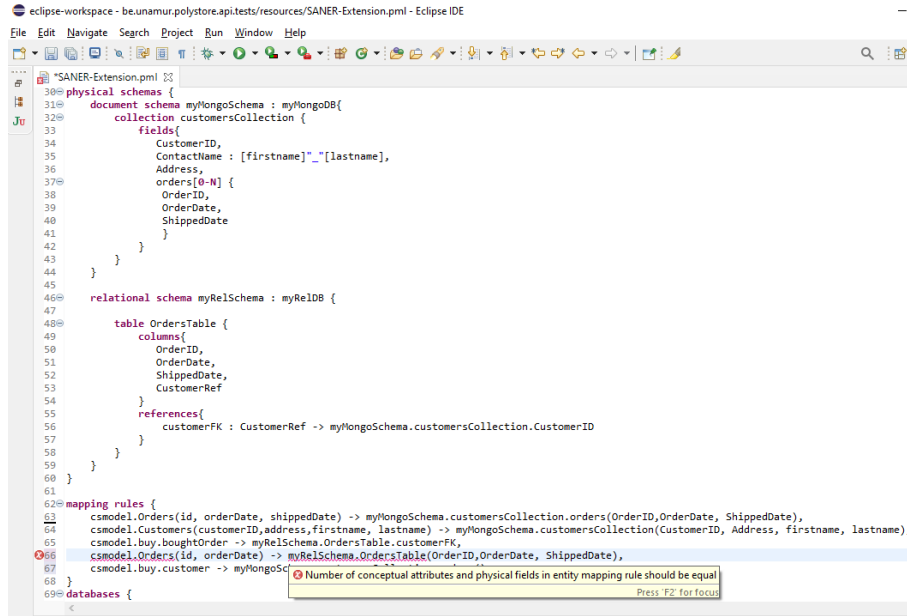 eclipse-workspace - be.unamur.polystore.api.tests/resources/SANER-Extension.pml - Eclipse IDE
File Edit Navigate Search Project Run Window Help
*SANER-Extension.pml
30 physical schemas {
31 document schema myMongoSchema : myMongoDB{
32 collection customersCollection {
33 fields{
34 CustomerID,
35 ContactName : [firstname]"_"[lastname],
36 Address,
37 orders[0-N] {
38 OrderID,
39 OrderDate,
40 ShippedDate
41 }
42 }
43 }
44 }
45
46 relational schema myRelSchema : myRelDB {
47
48 table OrdersTable {
49 columns{
50 OrderID,
51 OrderDate,
52 ShippedDate,
53 CustomerRef
54 }
55 references{
56 customerFK : CustomerRef -> myMongoSchema.customersCollection.CustomerID
57 }
58 }
59 }
60 }
61
62 mapping rules {
63 csmodel.Orders(id, orderDate, shippedDate) -> myMongoSchema.customersCollection.orders(OrderID,OrderDate, ShippedDate),
64 csmodel.Customers(customerID,address,firstname, lastname) -> myMongoSchema.customersCollection(CustomerID, Address, firstname, lastname)
65 csmodel.buy.boughtOrder -> myRelSchema.OrdersTable.customerFK,
66 csmodel.Orders(id, orderDate) -> myRelSchema.OrdersTable(OrderID,OrderDate, ShippedDate),
67 csmodel.buy.customer -> myMongoS
Number of conceptual attributes and physical fields in entity mapping rule should be equal
Press 'F2' for focus
68 }
69 databases {
Ju